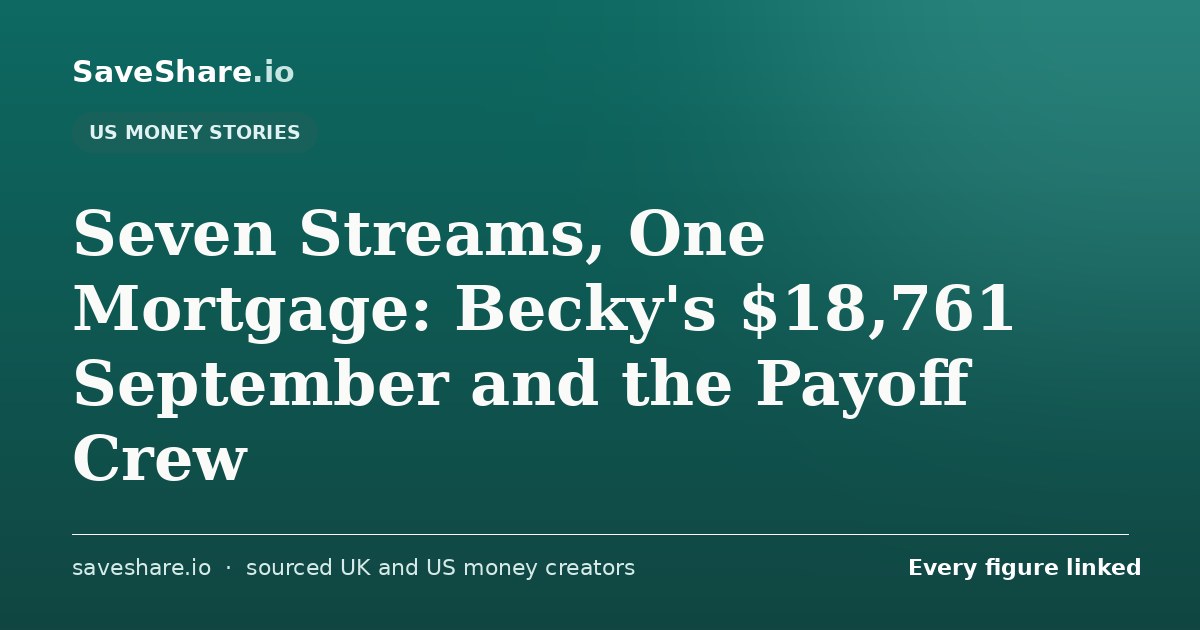 SaveShare.io
US MONEY STORIES
Seven Streams, One
Mortgage: Becky's $18,761
September and the Payoff
Crew
saveshare.io · sourced UK and US money creators
Every figure linked